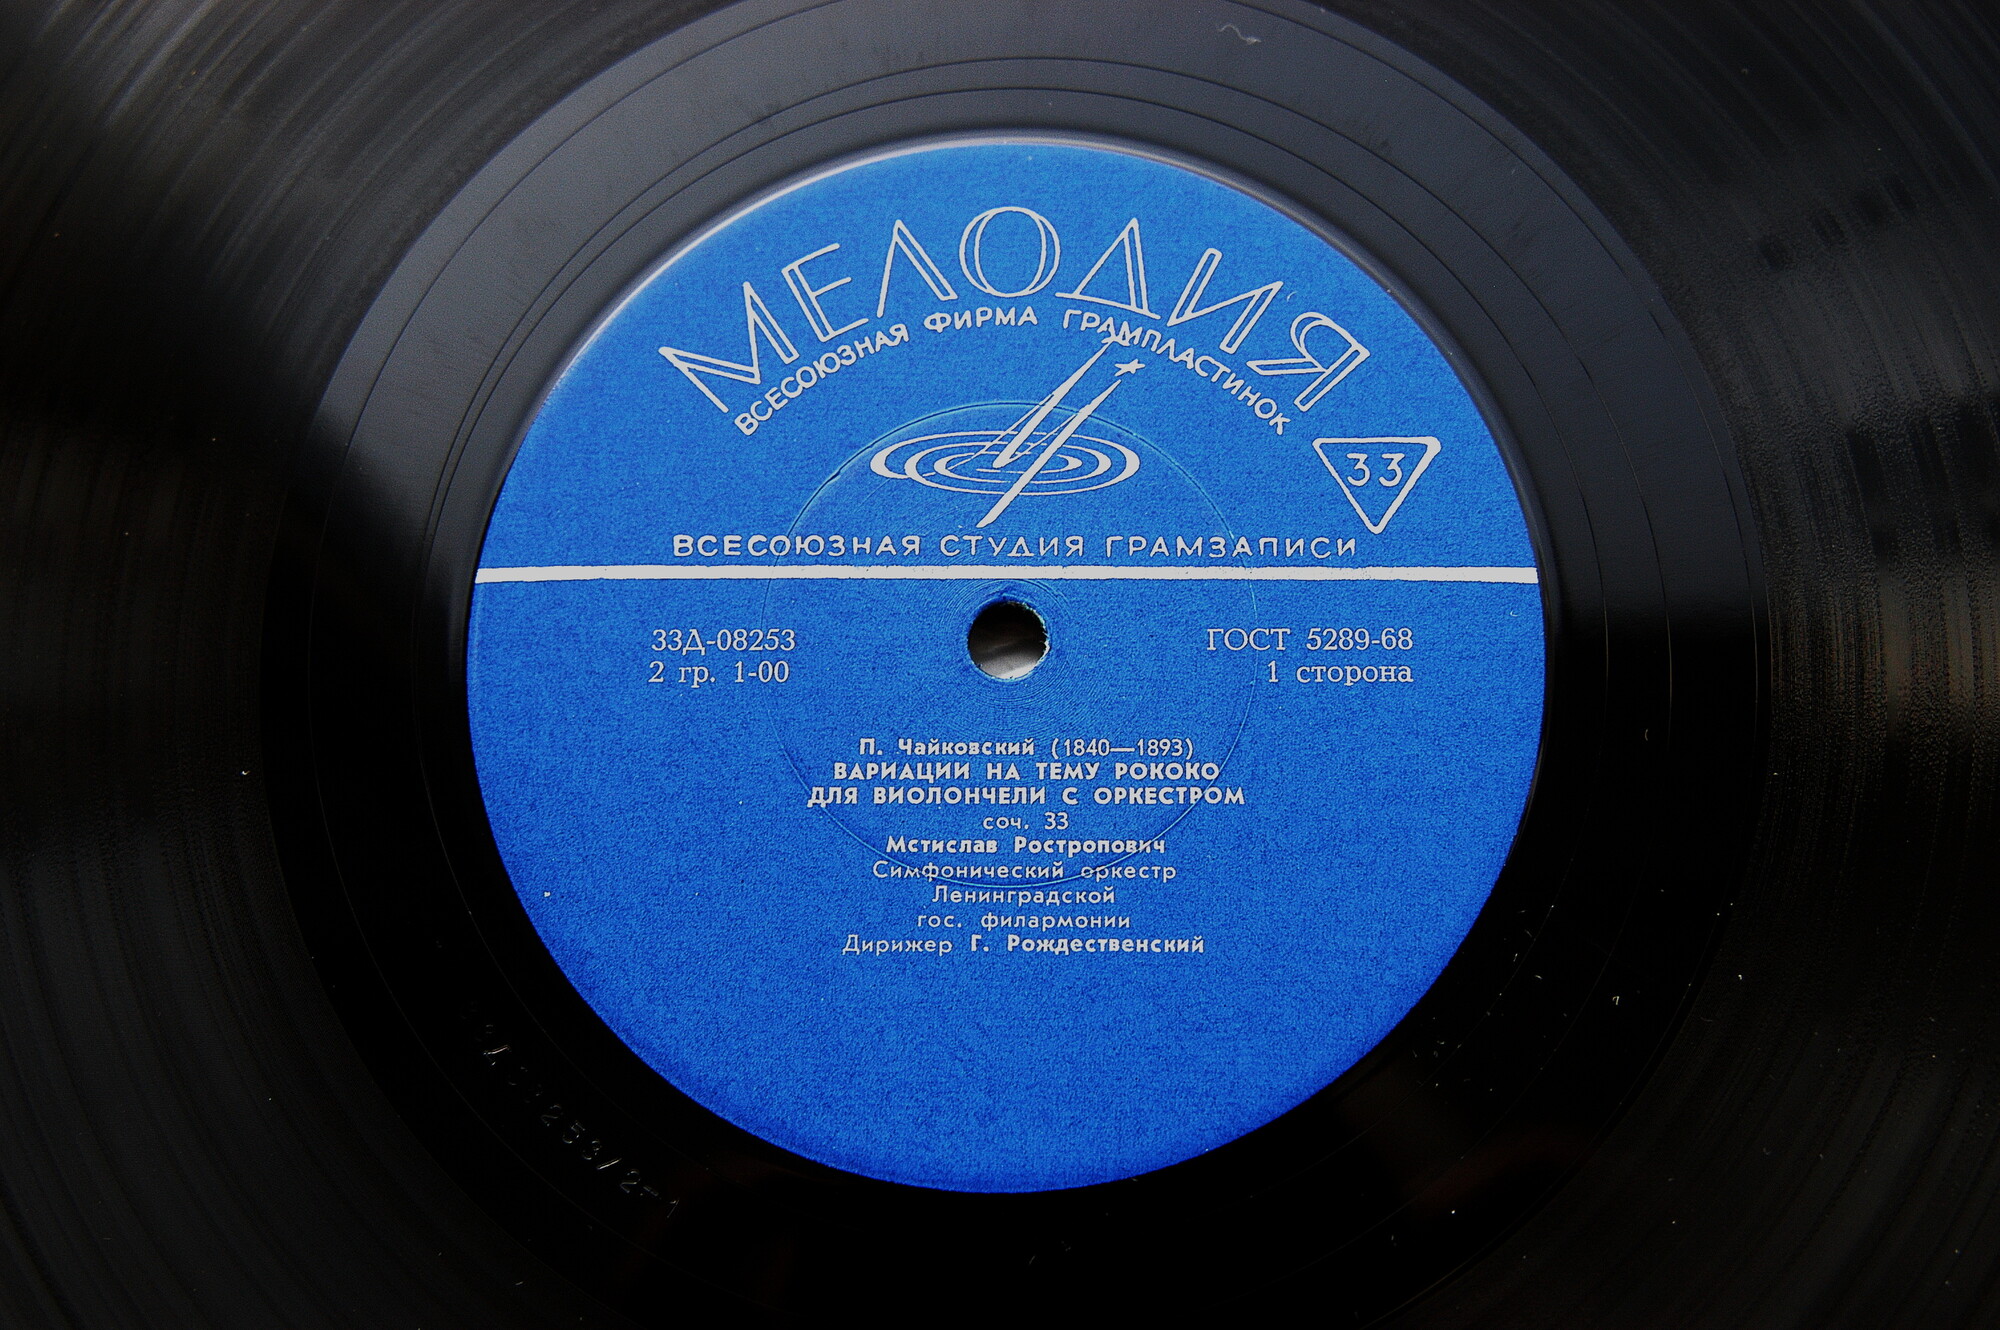 МЕЛОДИЯ
ВСЕСОЮЗНАЯ ФИРМА ГРАМПЛАСТИНОК
33
ВСЕСОЮЗНАЯ СТУДИЯ ГРАМЗАПИСИ
33Д-08253
ГОСТ 5289-68
2 гр. 1-00
1 сторона
П. Чайковский (1840—1893)
ВАРИАЦИИ НА ТЕМУ РОКОКО
ДЛЯ ВИОЛОНЧЕЛИ С ОРКЕСТРОМ
соч. 33
Мстислав Ростропович
Симфонический оркестр
Ленинградской
гос. филармонии
Дирижер Г. Рождественский